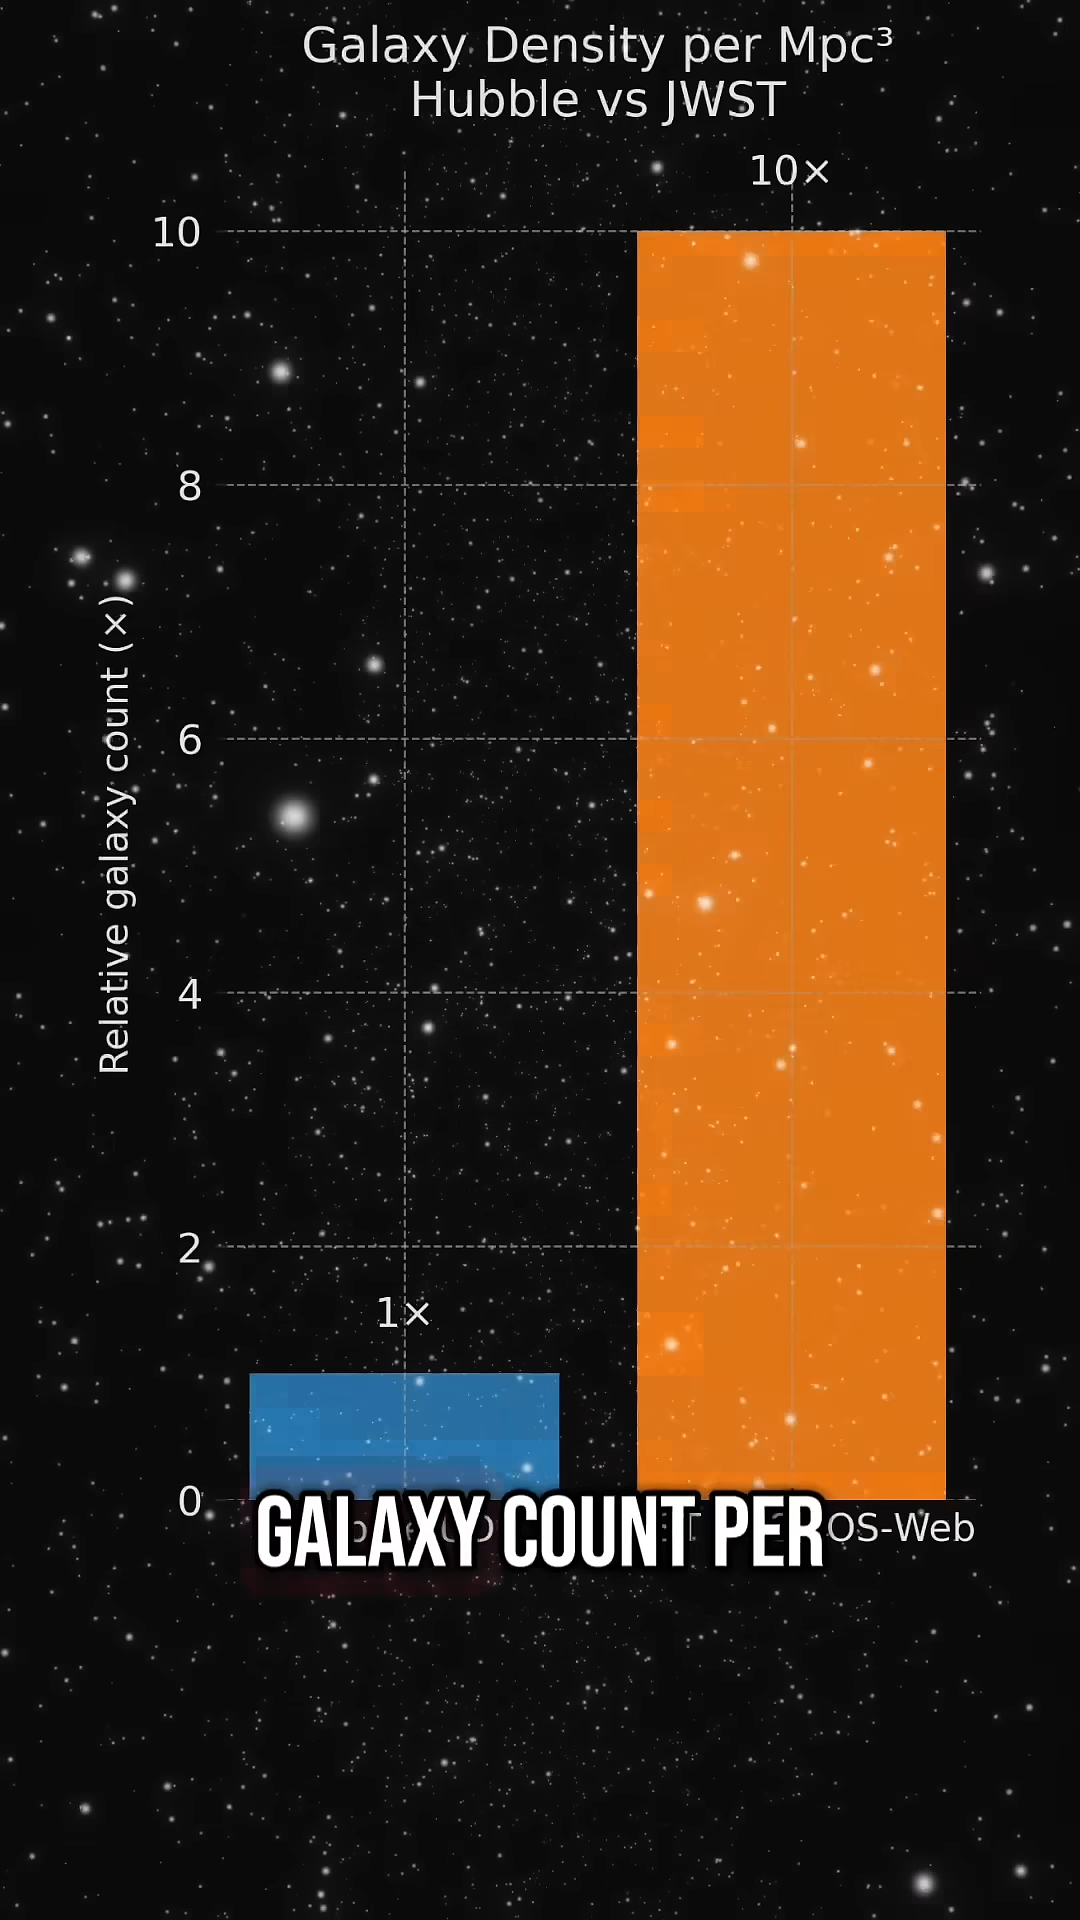 Galaxy Density per Mpc³
Hubble vs JWST
10×
10
8
6
4
2
0
Relative galaxy count (×)
1×
GALAXY COUNT PER
OS-Web